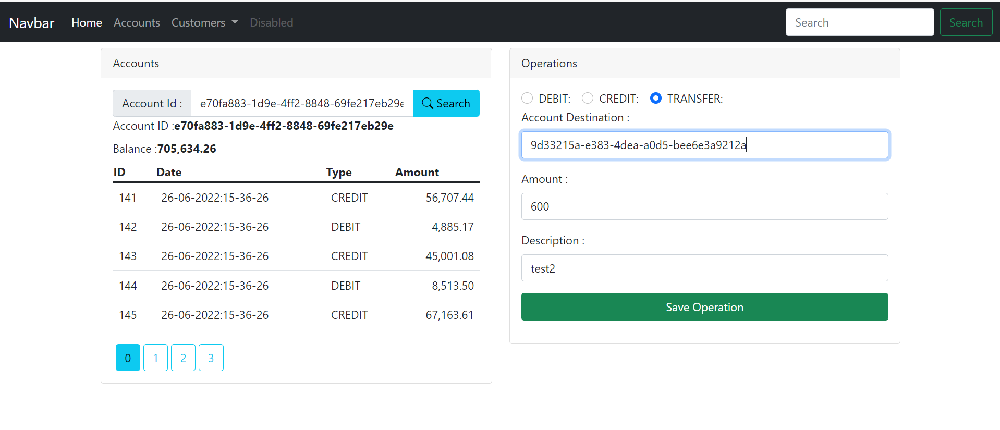 Navbar Home Accounts Customers Disabled Search Search
Accounts
Account Id : e70fa883-1d9e-4ff2-8848-69fe217eb29e Search
Account ID :e70fa883-1d9e-4ff2-8848-69fe217eb29e
Balance :705,634.26
ID Date Type Amount
141 26-06-2022:15-36-26 CREDIT 56,707.44
142 26-06-2022:15-36-26 DEBIT 4,885.17
143 26-06-2022:15-36-26 CREDIT 45,001.08
144 26-06-2022:15-36-26 DEBIT 8,513.50
145 26-06-2022:15-36-26 CREDIT 67,163.61
0 1 2 3
Operations
DEBIT: CREDIT: TRANSFER:
Account Destination :
9d33215a-e383-4dea-a0d5-bee6e3a9212a
Amount :
600
Description :
test2
Save Operation